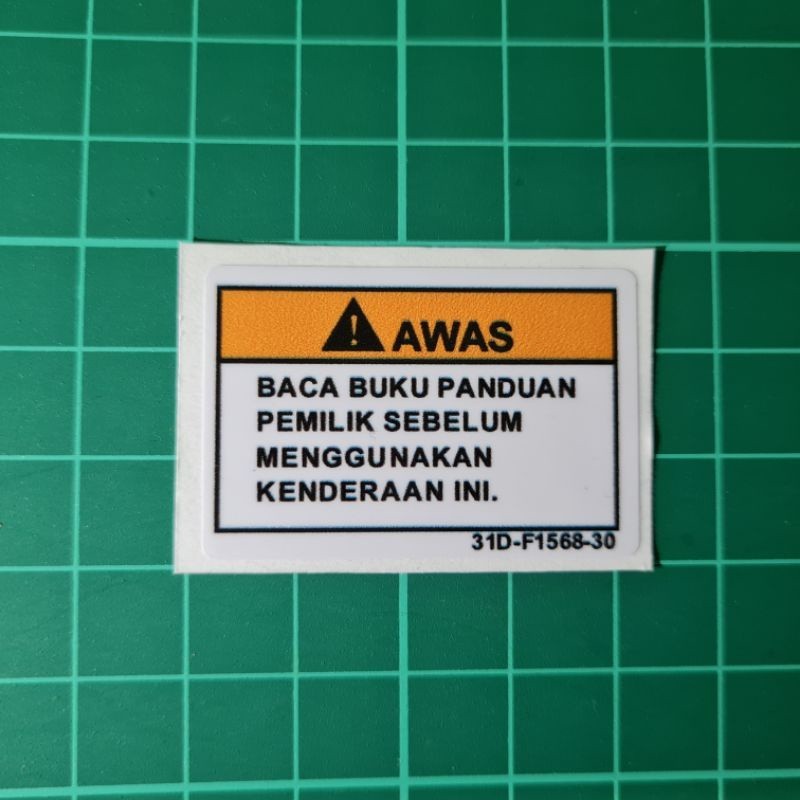 AWAS
BACA BUKU PANDUAN
PEMILIK SEBELUM
MENGGUNAKAN
KENDERAAN INI.
31D-F1568-30